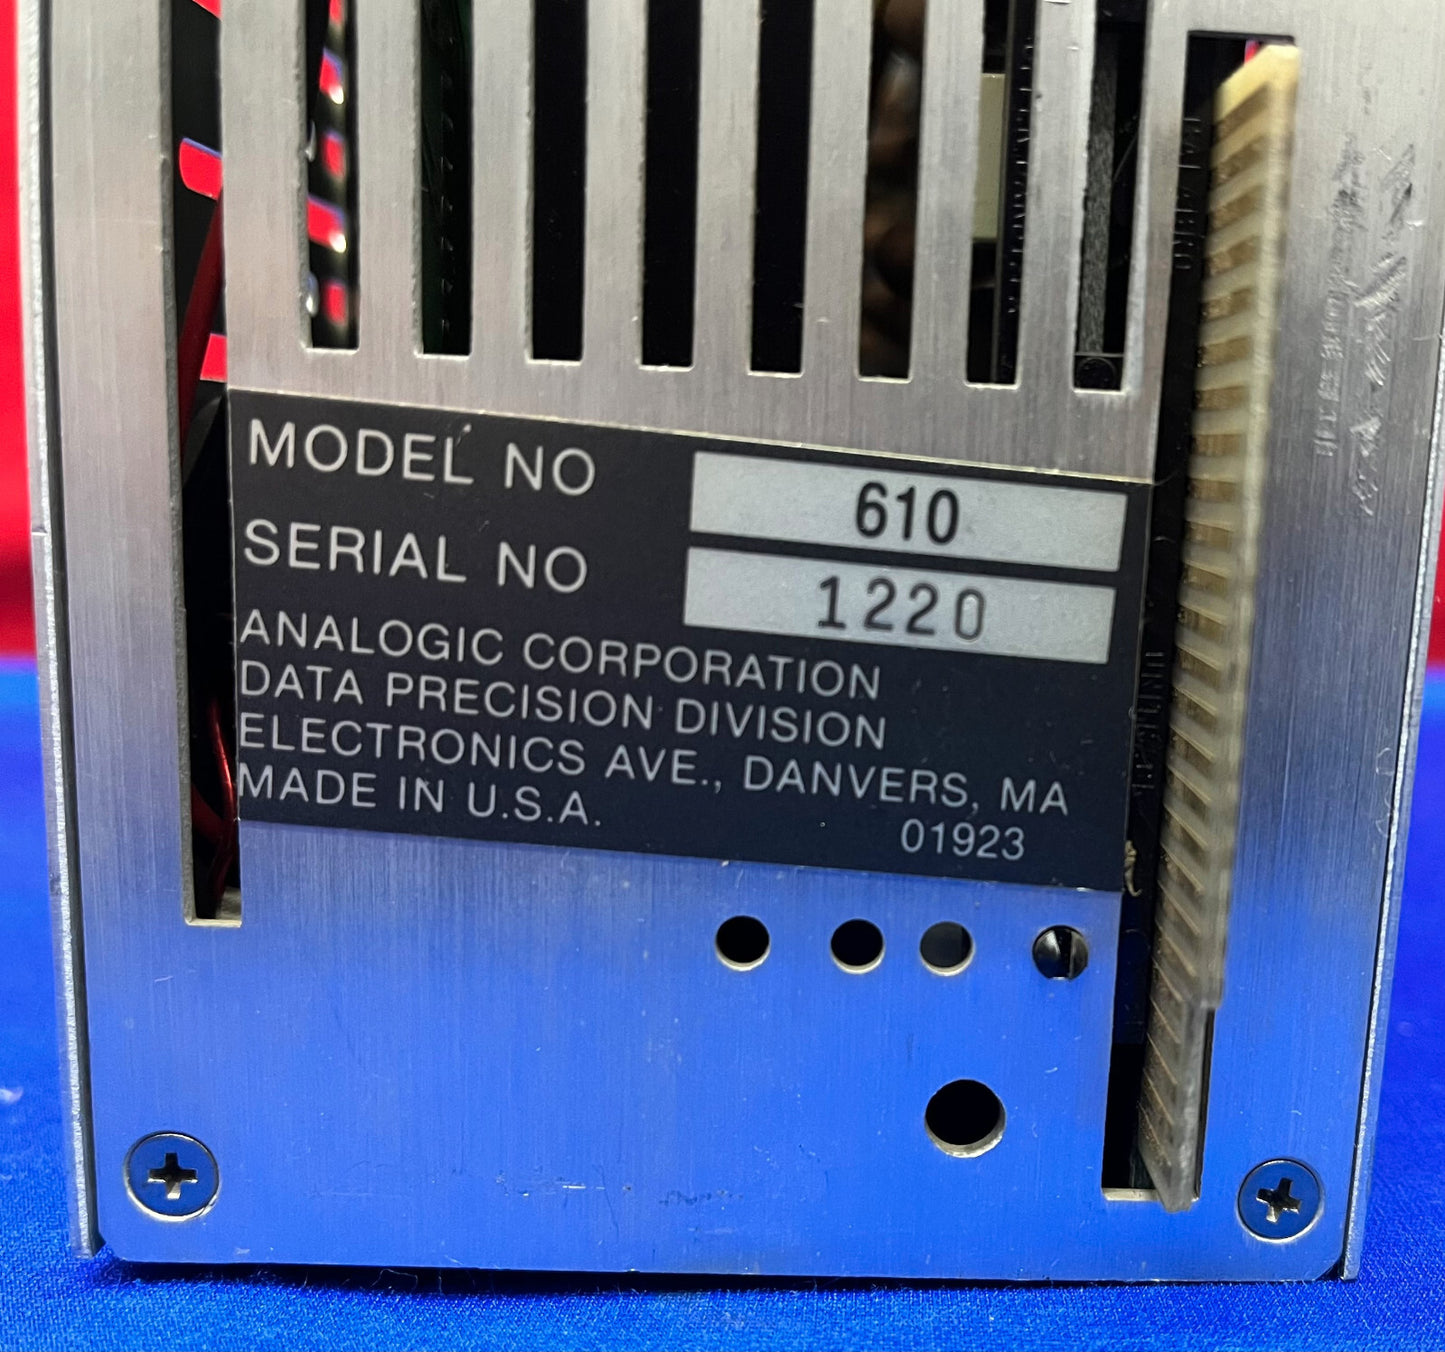 MODEL NO 610
SERIAL NO 1220
ANALOGIC CORPORATION
DATA PRECISION DIVISION
ELECTRONICS AVE., DANVERS, MA
MADE IN U.S.A.
01923